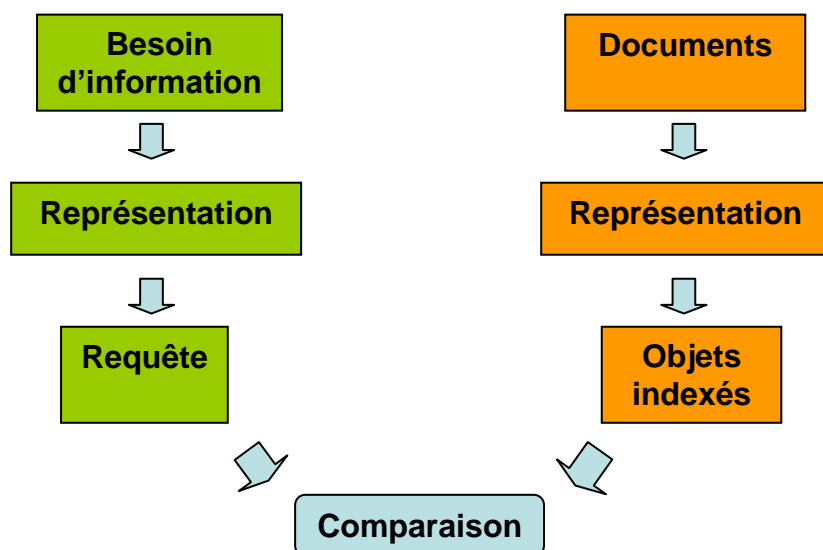 Besoin
d’information
Documents
Représentation
Représentation
Requête
Objets
indexés
Comparaison